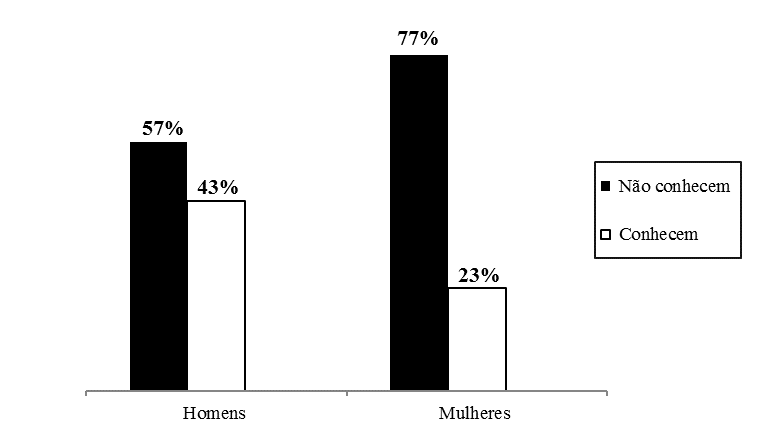 77%
57%
43%
23%
Não conhecem
Conhecem
Homens
Mulheres